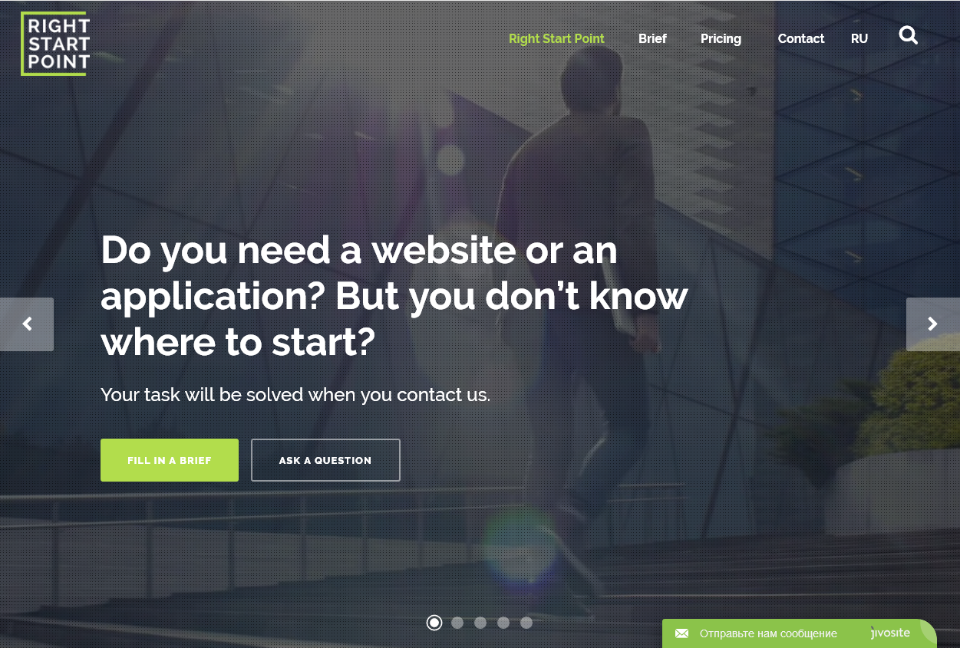 RIGHT
START
POINT
Right Start Point Brief Pricing Contact RU
Do you need a website or an
application? But you don’t know
where to start?
Your task will be solved when you contact us.
FILL IN A BRIEF ASK A QUESTION
Отправьте нам сообщение jivosite